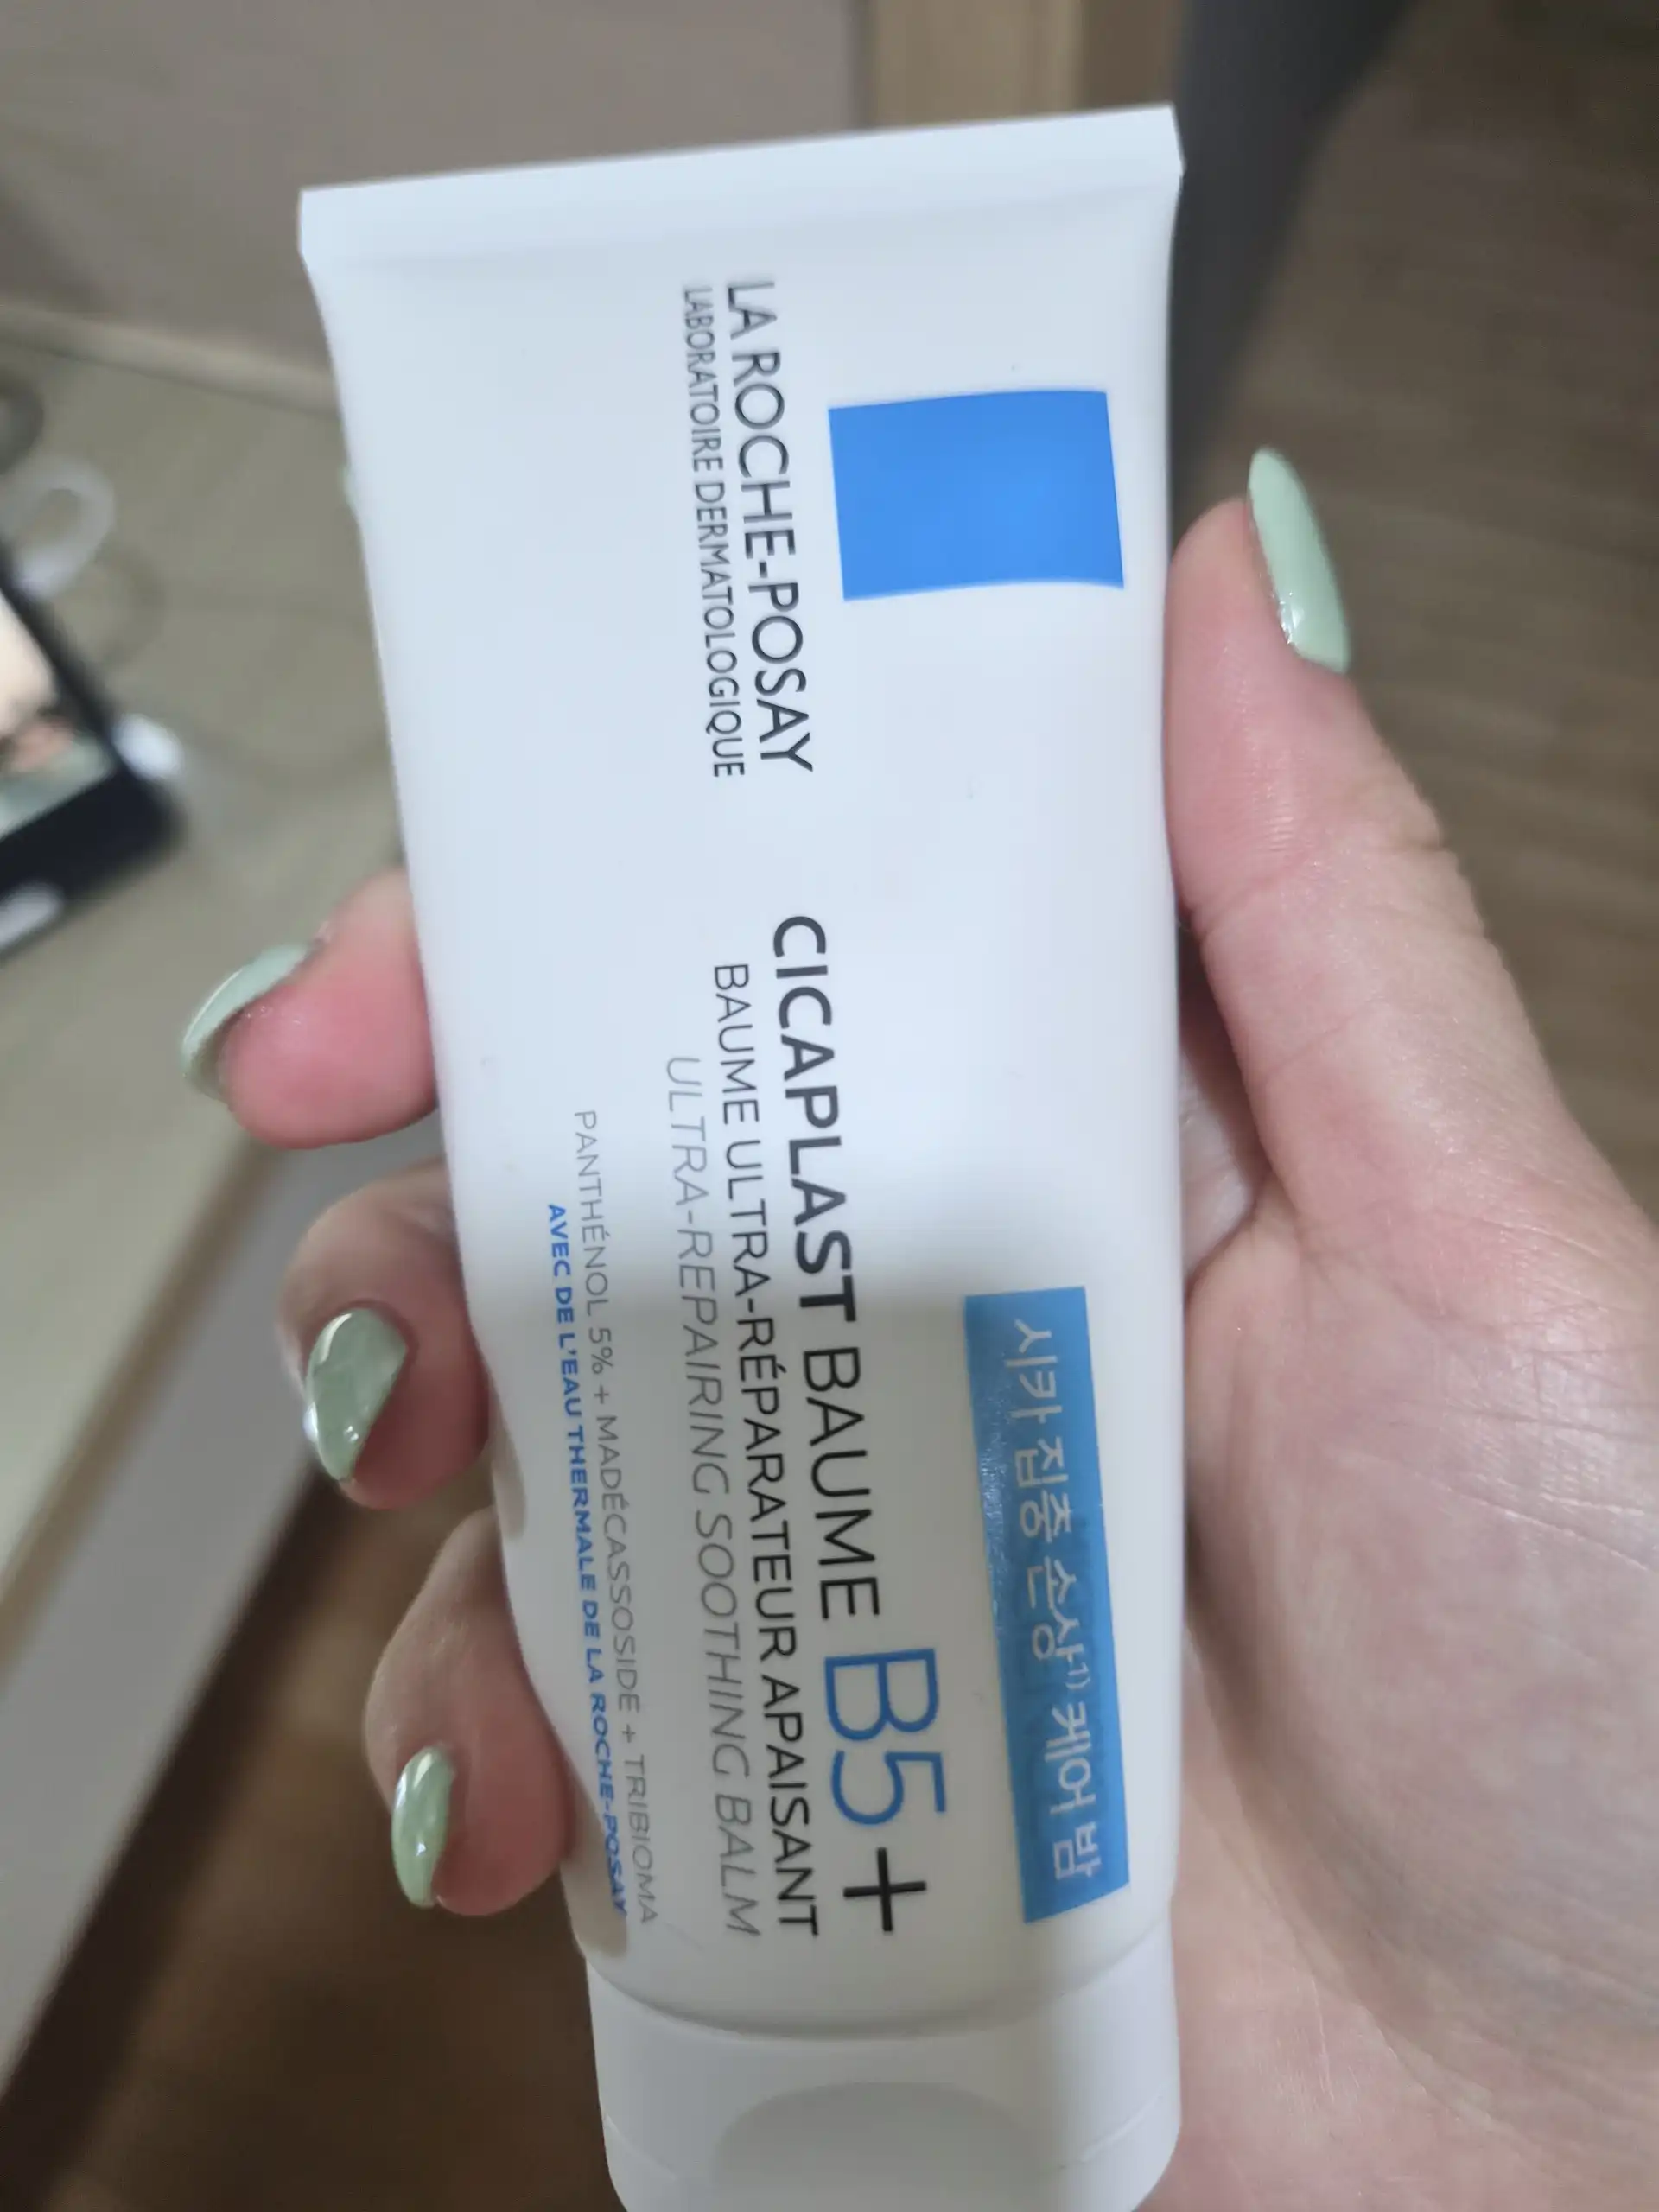 LA ROCHE-POSAY
LABORATOIRE DERMATOLOGIQUE
시카 집중 손상¹⁾ 케어 밤
CICAPLAST BAUME B5+
BAUME ULTRA-RÉPARATEUR APAISANT
ULTRA-REPAIRING SOOTHING BALM
PANTHÉNOL 5% + MADÉCASSOSIDE + TRIBIOMA
AVEC DE L'EAU THERMALE DE LA ROCHE-POSAY